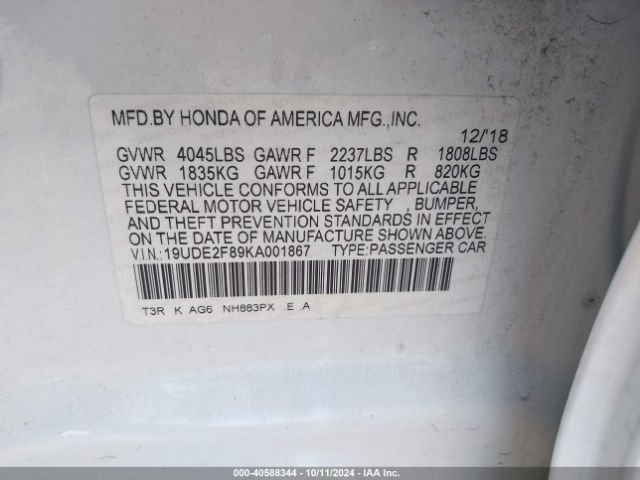 MFD.BY HONDA OF AMERICA MFG.,INC.
12/'18
GVWR 4045LBS GAWR F 2237LBS R 1808LBS
GVWR 1835KG GAWR F 1015KG R 820KG
THIS VEHICLE CONFORMS TO ALL APPLICABLE
FEDERAL MOTOR VEHICLE SAFETY , BUMPER,
AND THEFT PREVENTION STANDARDS IN EFFECT
ON THE DATE OF MANUFACTURE SHOWN ABOVE.
V.I.N.: 19UDE2F89KA001867 TYPE:PASSENGER CAR
T3R K AG6 NH883PX .E .A
000-40588344 - 10/11/2024 - IAA Inc.